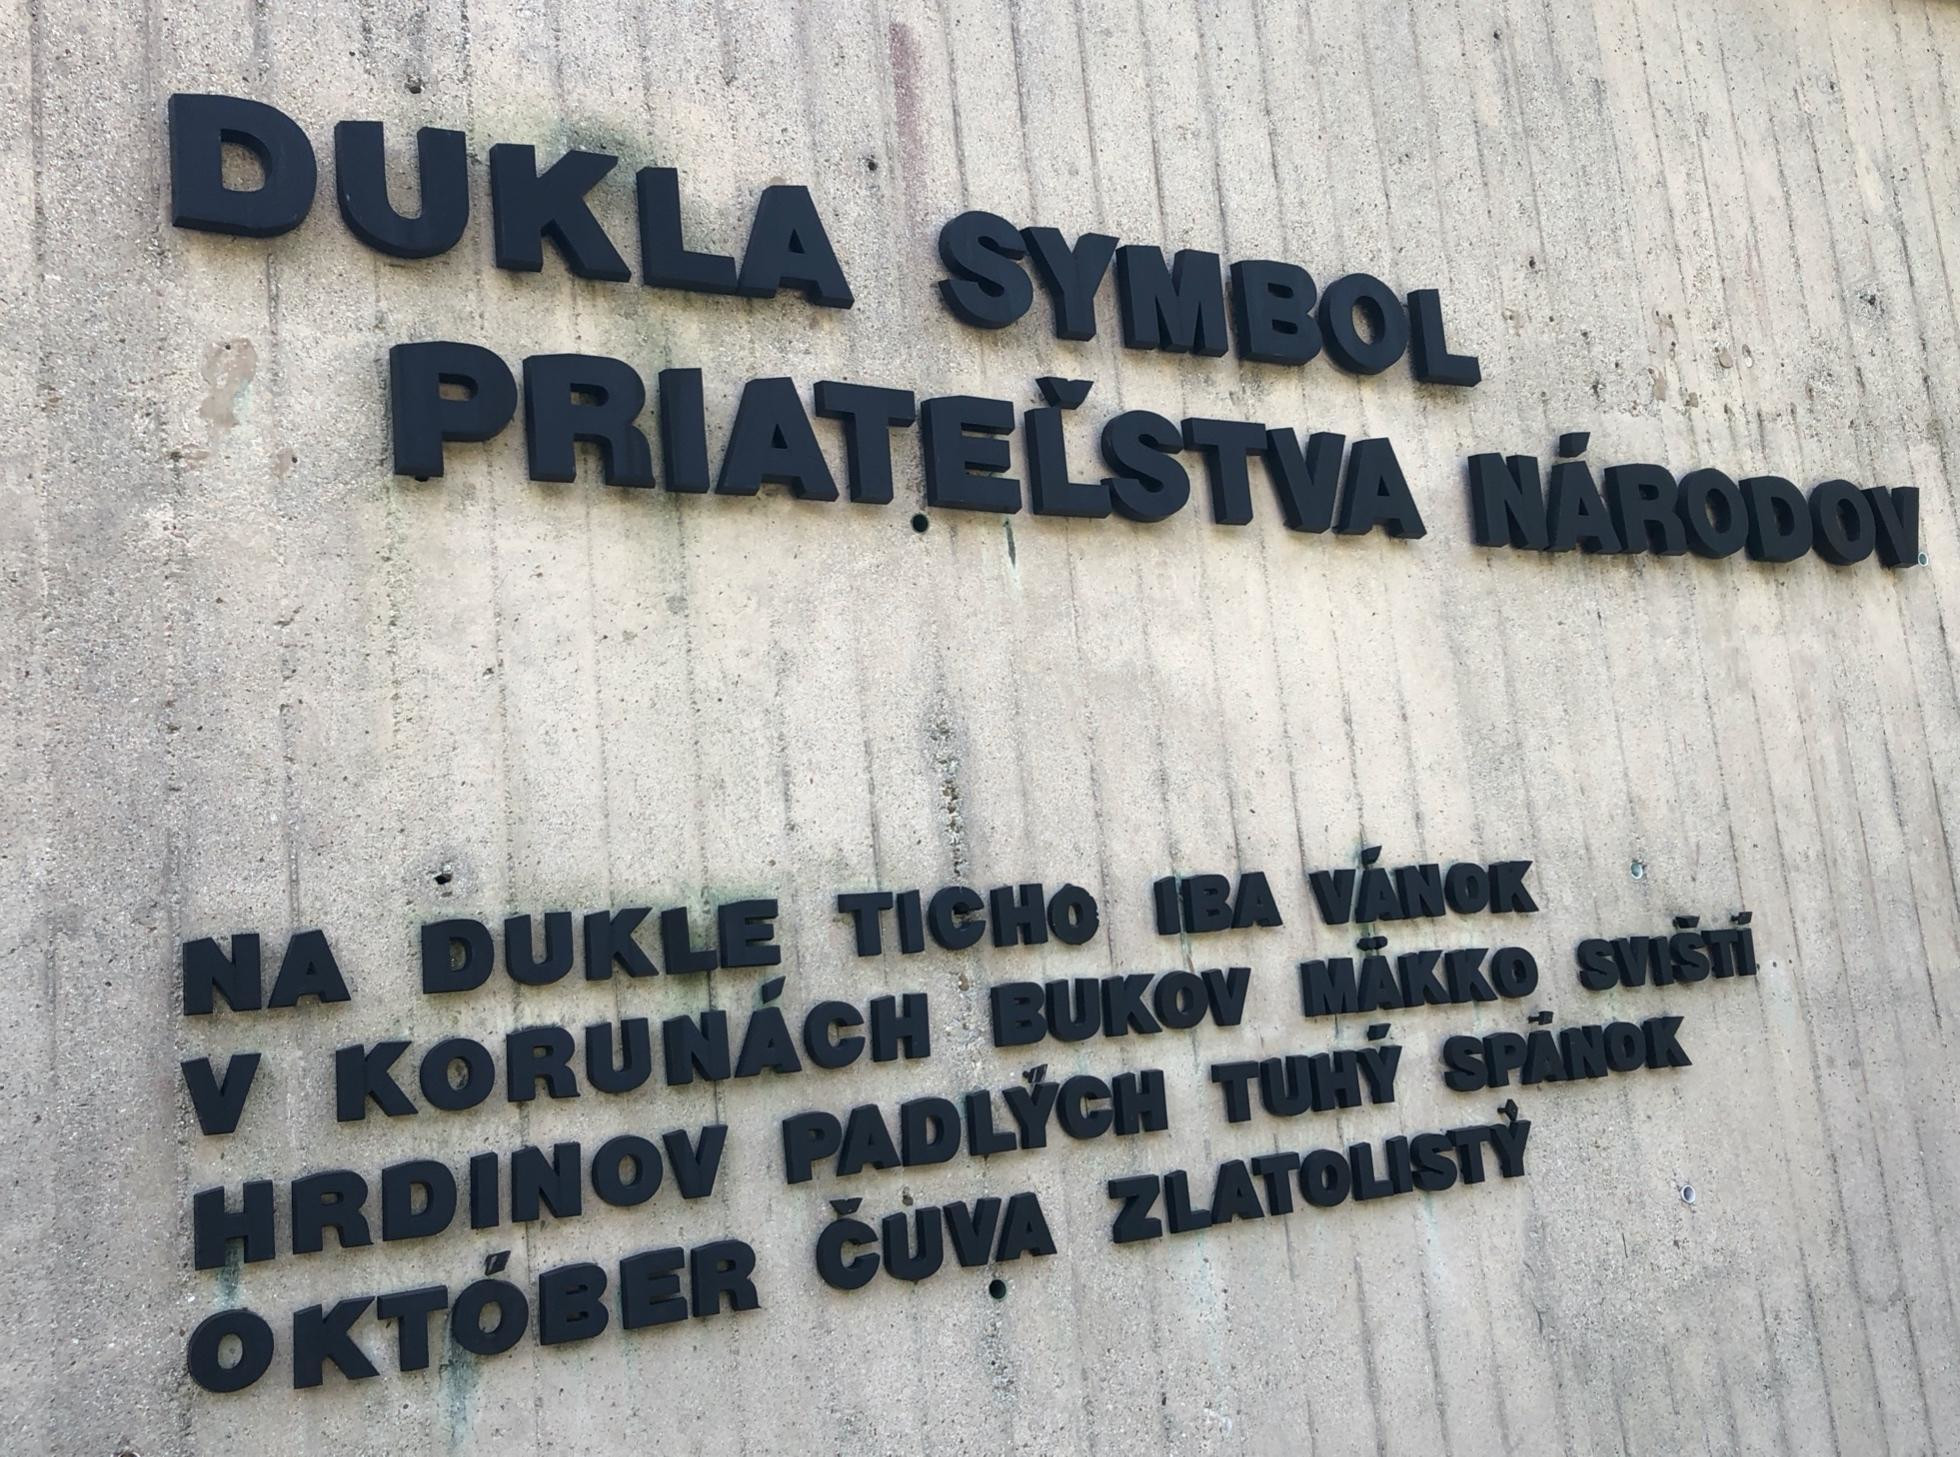 DUKLA SYMBOL
PRIATEĽSTVA NÁRODOV
NA DUKLE TICHO IBA VÁNOK
V KORUNÁCH BUKOV MÄKKO SVIŠTÍ
HRDINOV PADLÝCH TUHÝ SPÁNOK
OKTÓBER ČUVA ZLATOLISTÝ